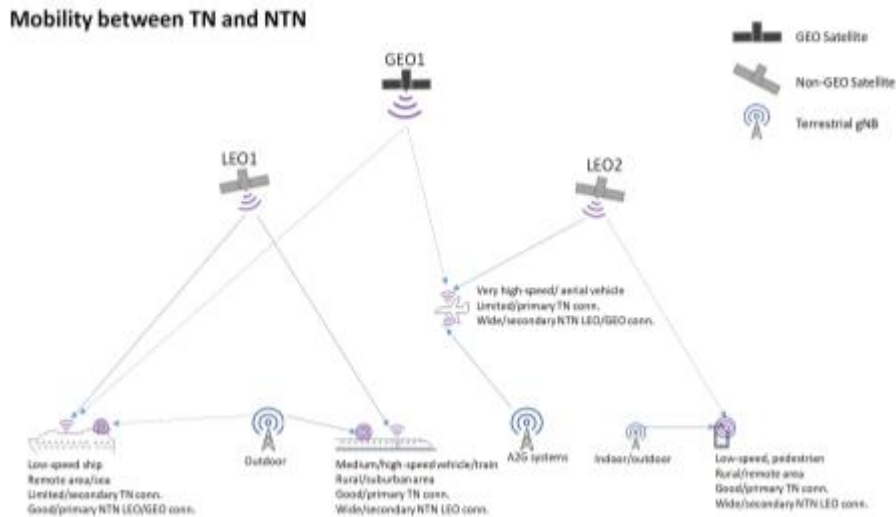 Mobility between TN and NTN
GEO1
GEO Satellite
Non-GEO Satellite
Terrestrial gNB
LEO1
LEO2
Very high-speed/ aerial vehicle
Limited/primary TN conn.
Wide/secondary NTN LEO/GEO conn.
Outdoor
A2G systems
Indoor/outdoor
Low-speed ship
Remote area/sea
Limited/secondary TN conn.
Good/primary NTN LEO/GEO conn.
Medium/high-speed vehicle/train
Rural/suburban area
Good/primary TN conn.
Wide/secondary NTN LEO conn.
Low-speed, pedestrian
Rural/remote area
Good/primary TN conn.
Wide/secondary NTN LEO conn.